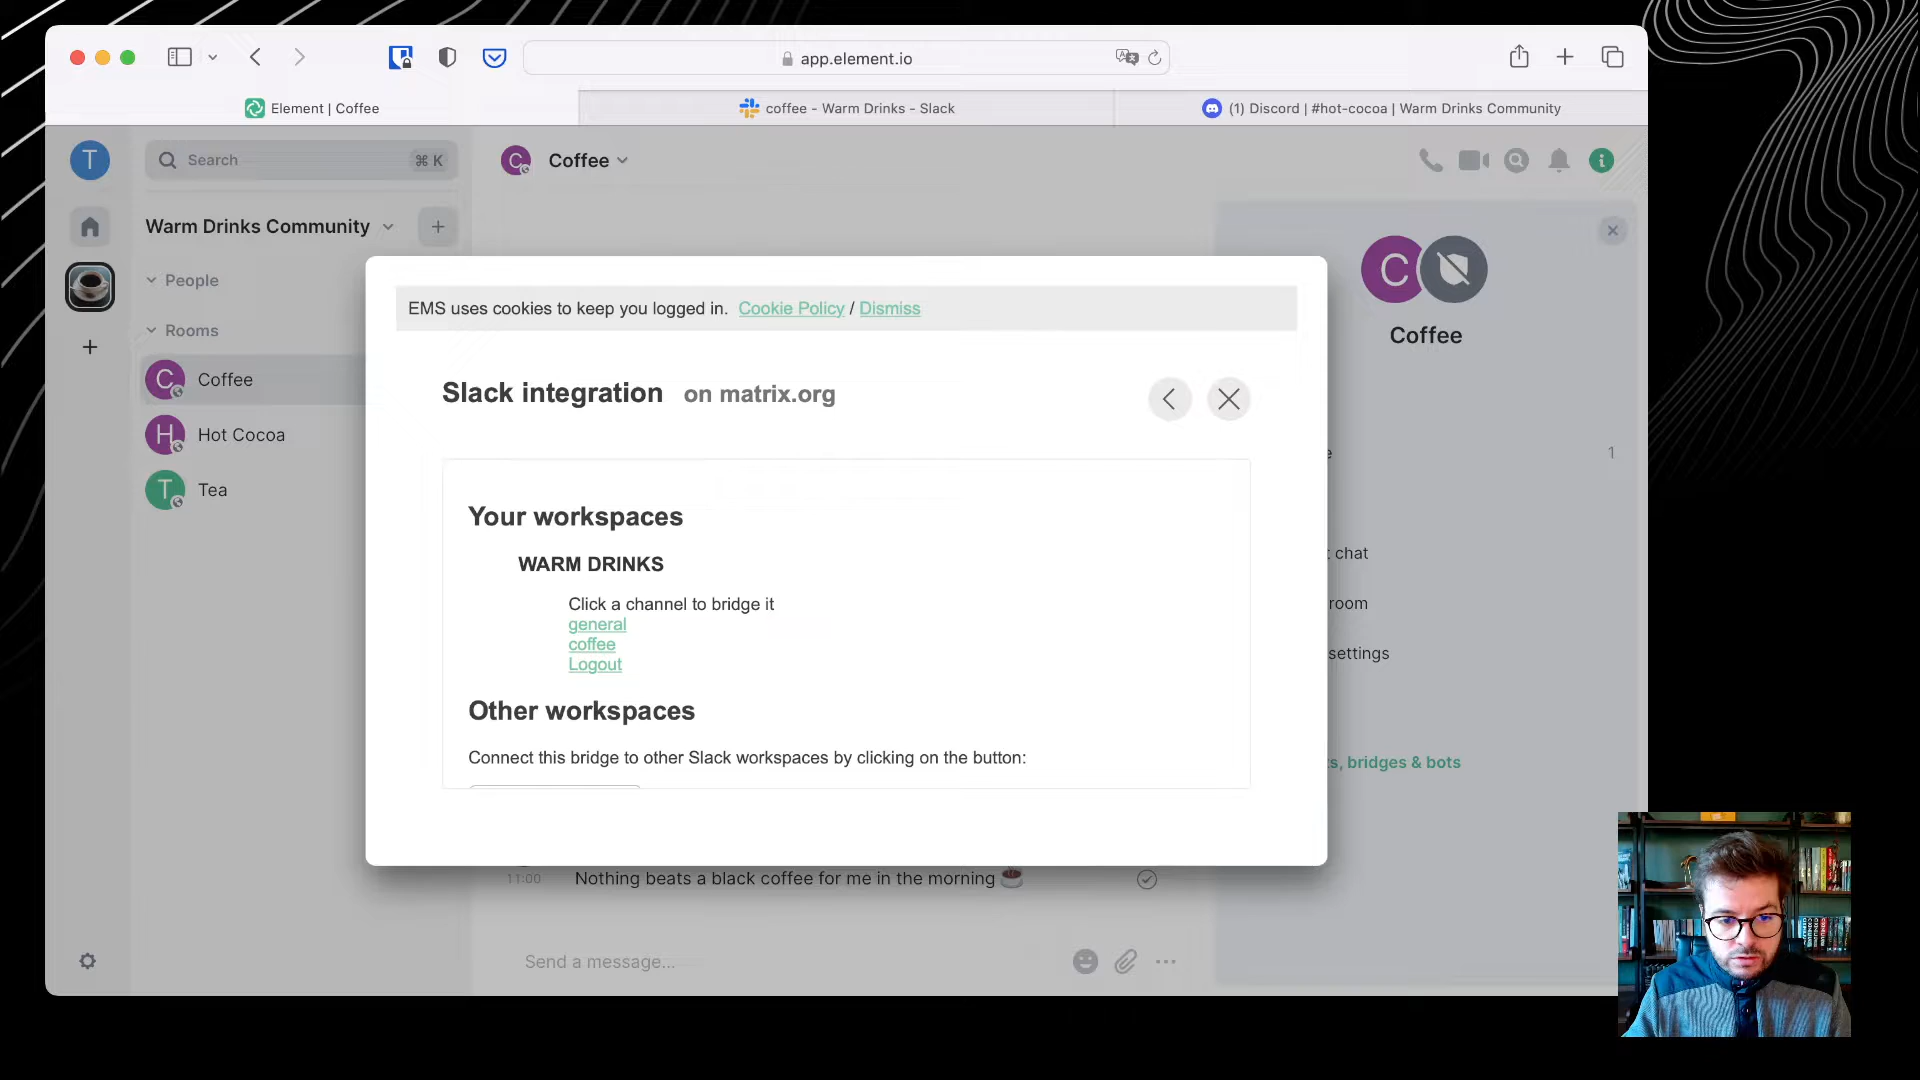 app.element.io
Element | Coffee
coffee - Warm Drinks - Slack
(1) Discord | #hot-cocoa | Warm Drinks Community
T
Search
⌘ K
C
Coffee
Warm Drinks Community
People
Rooms
C
Coffee
H
Hot Cocoa
T
Tea
EMS uses cookies to keep you logged in. Cookie Policy / Dismiss
Slack integration on matrix.org
Your workspaces
WARM DRINKS
Click a channel to bridge it
general
coffee
Logout
Other workspaces
Connect this bridge to other Slack workspaces by clicking on the button:
C
Coffee
1
chat
room
settings
s, bridges & bots
11:00
Nothing beats a black coffee for me in the morning ☕
Send a message...